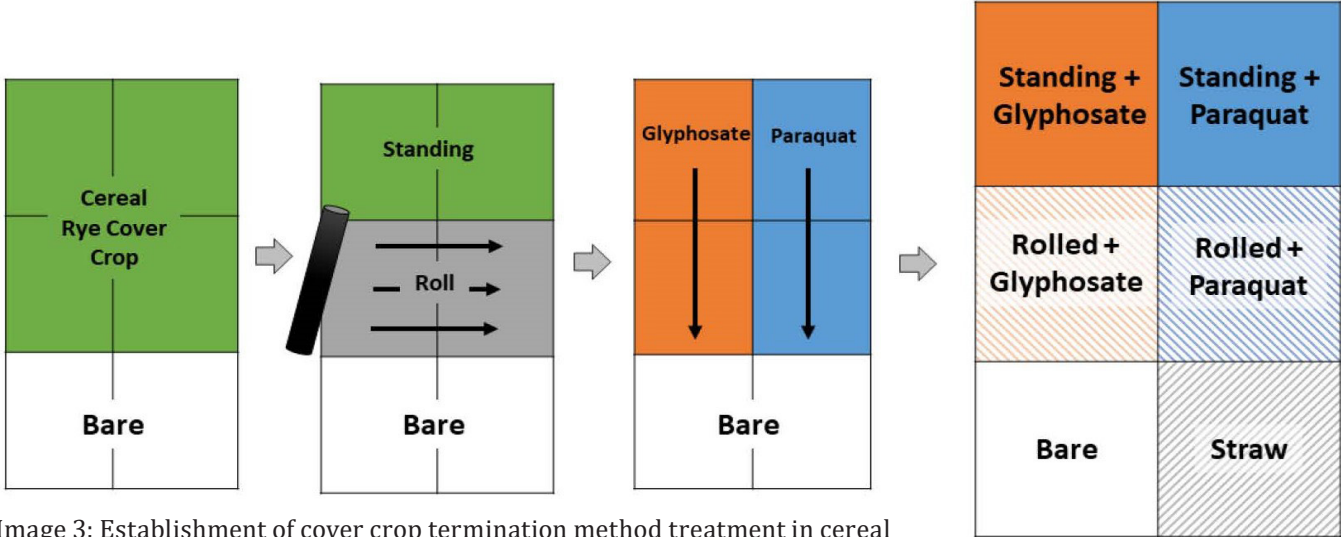 Cereal
Rye Cover
Crop
Bare
Standing
Roll
Bare
Glyphosate
Paraquat
Bare
Standing +
Glyphosate
Standing +
Paraquat
Rolled +
Glyphosate
Rolled +
Paraquat
Bare
Straw
Image 3: Establishment of cover crop termination method treatment in cereal